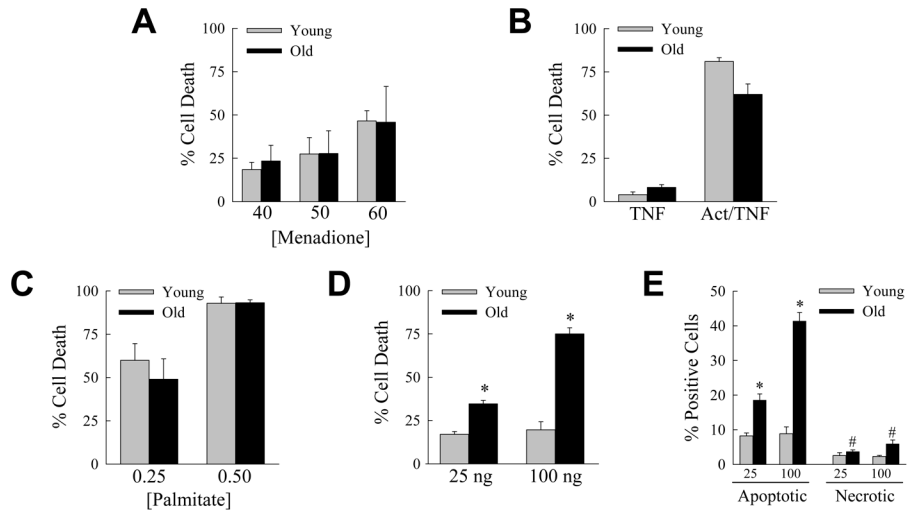 A
100
75
50
25
0
% Cell Death
Young
Old
40 50 60
[Menadione]
B
100
75
50
25
0
% Cell Death
Young
Old
TNF Act/TNF
C
100
75
50
25
0
% Cell Death
Young
Old
0.25 0.50
[Palmitate]
D
100
75
50
25
0
% Cell Death
Young
Old
* *
25 ng 100 ng
E
50
40
30
20
10
0
% Positive Cells
Young
Old
* * # #
25 100 25 100
Apoptotic Necrotic